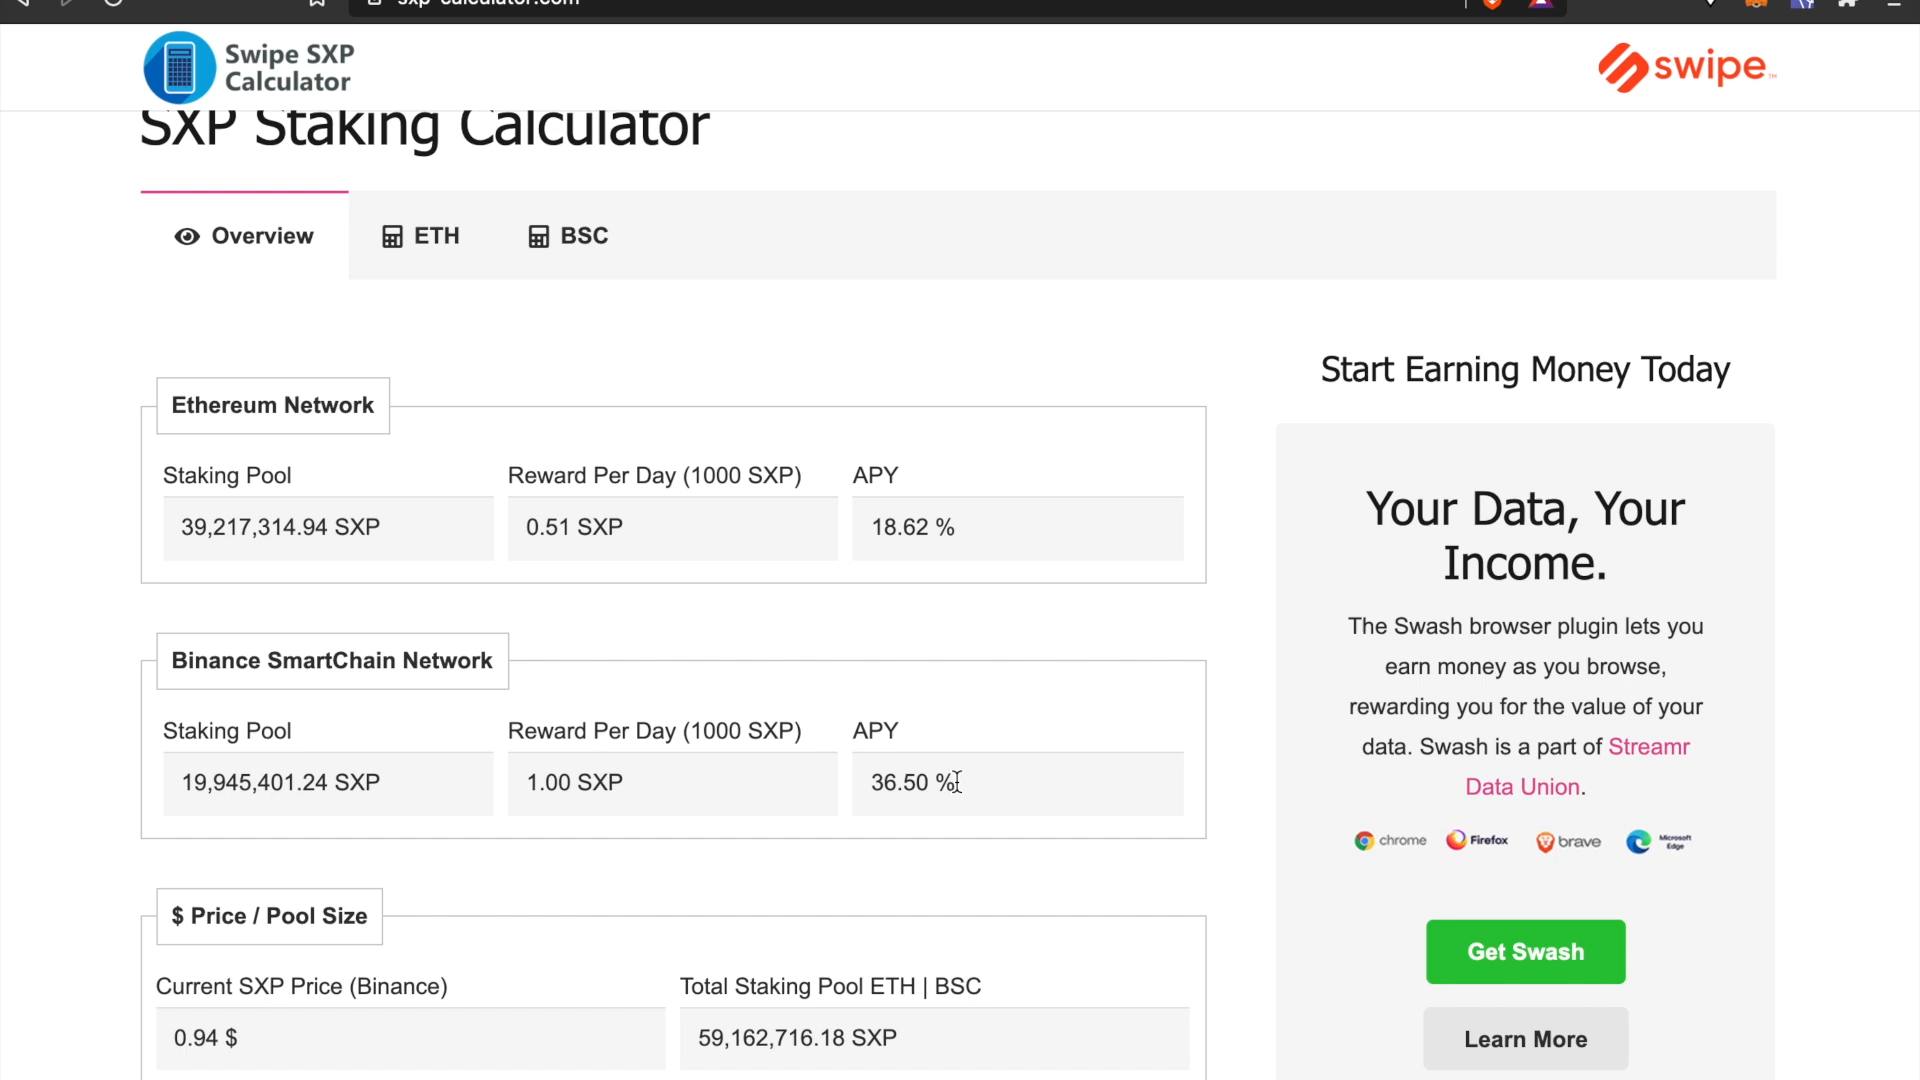 sxp-calculator.com
Swipe SXP
Calculator
swipe
SXP Staking Calculator
Overview
ETH
BSC
Start Earning Money Today
Ethereum Network
Staking Pool
Reward Per Day (1000 SXP)
APY
39,217,314.94 SXP
0.51 SXP
18.62 %
Your Data, Your
Income.
The Swash browser plugin lets you
earn money as you browse,
rewarding you for the value of your
data. Swash is a part of Streamr
Data Union.
chrome
Firefox
brave
Microsoft
Edge
Get Swash
Learn More
Binance SmartChain Network
Staking Pool
Reward Per Day (1000 SXP)
APY
19,945,401.24 SXP
1.00 SXP
36.50 %
$ Price / Pool Size
Current SXP Price (Binance)
Total Staking Pool ETH | BSC
0.94 $
59,162,716.18 SXP